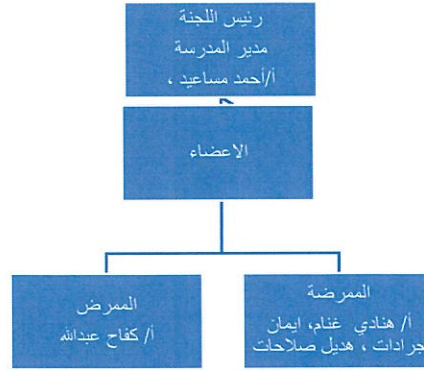 رئيس اللجنة
مدير المدرسة
أ/أحمد مساعيد ،
الاعضاء
الممرضة
أ/ هنادي غنام، ايمان
جرادات ، هديل صلاحات
الممرض
أ/ كفاح عبدالله